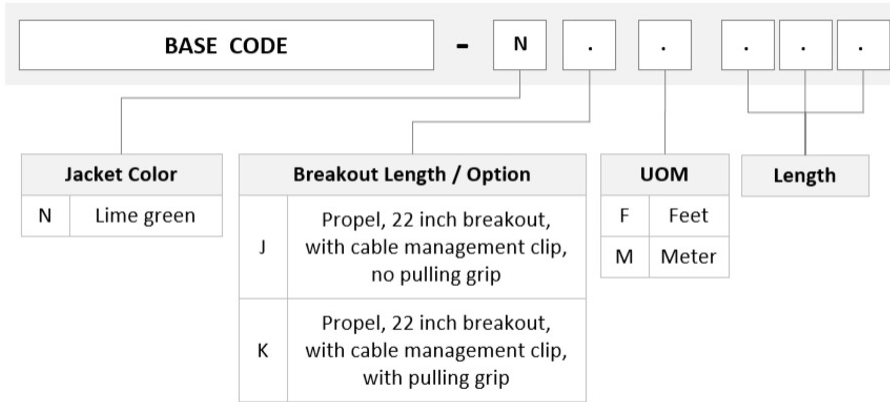 BASE CODE - N . . . . .
Jacket Color
N Lime green
Breakout Length / Option
J Propel, 22 inch breakout,
with cable management clip,
no pulling grip
K Propel, 22 inch breakout,
with cable management clip,
with pulling grip
UOM
F Feet
M Meter
Length